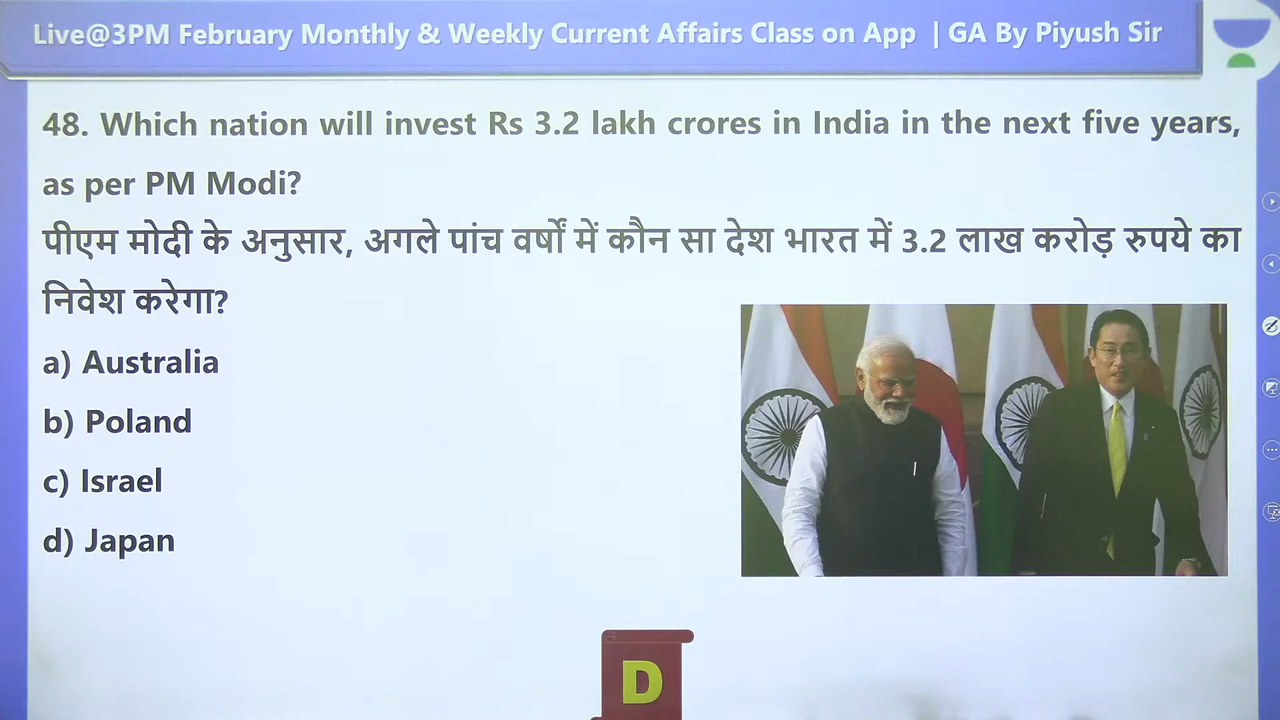 Live@3PM February Monthly & Weekly Current Affairs Class on App | GA By Piyush Sir
48. Which nation will invest Rs 3.2 lakh crores in India in the next five years,
as per PM Modi?
पीएम मोदी के अनुसार, अगले पांच वर्षों में कौन सा देश भारत में 3.2 लाख करोड़ रुपये का
निवेश करेगा?
a) Australia
b) Poland
c) Israel
d) Japan
D